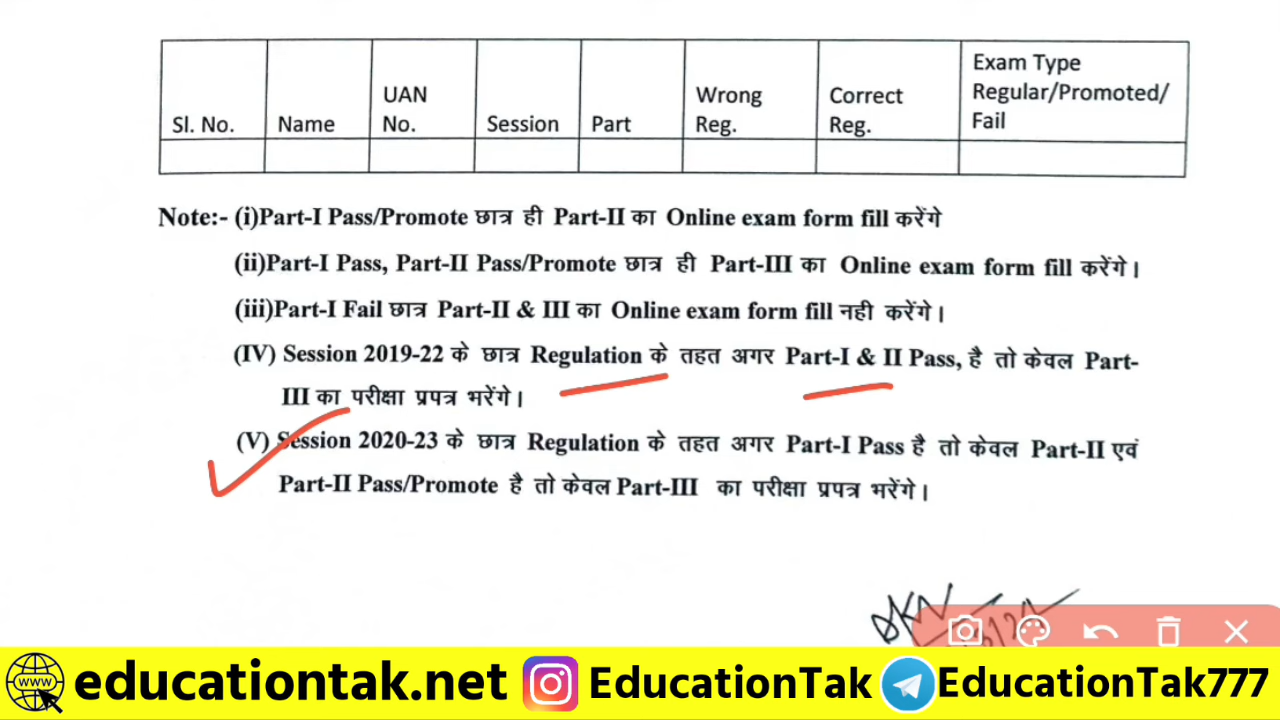 Sl. No. Name UAN No. Session Part Wrong Reg. Correct Reg. Exam Type Regular/Promoted/Fail
Note:- (i)Part-I Pass/Promote छात्र ही Part-II का Online exam form fill करेंगे
(ii)Part-I Pass, Part-II Pass/Promote छात्र ही Part-III का Online exam form fill करेंगे।
(iii)Part-I Fail छात्र Part-II & III का Online exam form fill नही करेंगे।
(IV) Session 2019-22 के छात्र Regulation के तहत अगर Part-I & II Pass, है तो केवल Part-
III का परीक्षा प्रपत्र भरेंगे।
(V) Session 2020-23 के छात्र Regulation के तहत अगर Part-I Pass है तो केवल Part-II एवं
Part-II Pass/Promote है तो केवल Part-III का परीक्षा प्रपत्र भरेंगे।
www educationtak.net EducationTak EducationTak777